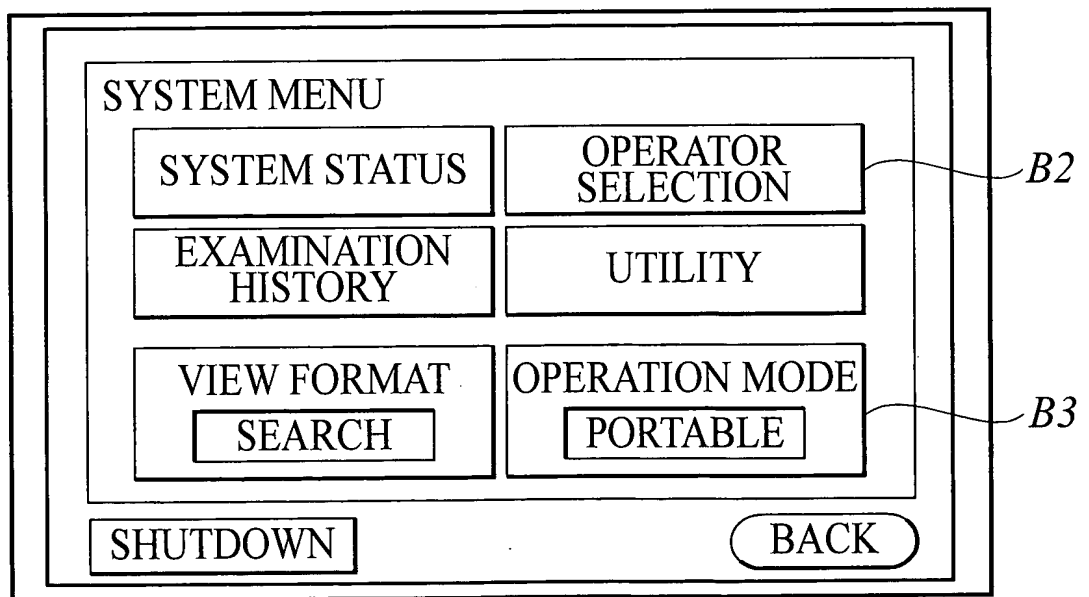 SYSTEM MENU
SYSTEM STATUS
OPERATOR
SELECTION
B2
EXAMINATION
HISTORY
UTILITY
VIEW FORMAT
SEARCH
OPERATION MODE
PORTABLE
B3
SHUTDOWN
BACK